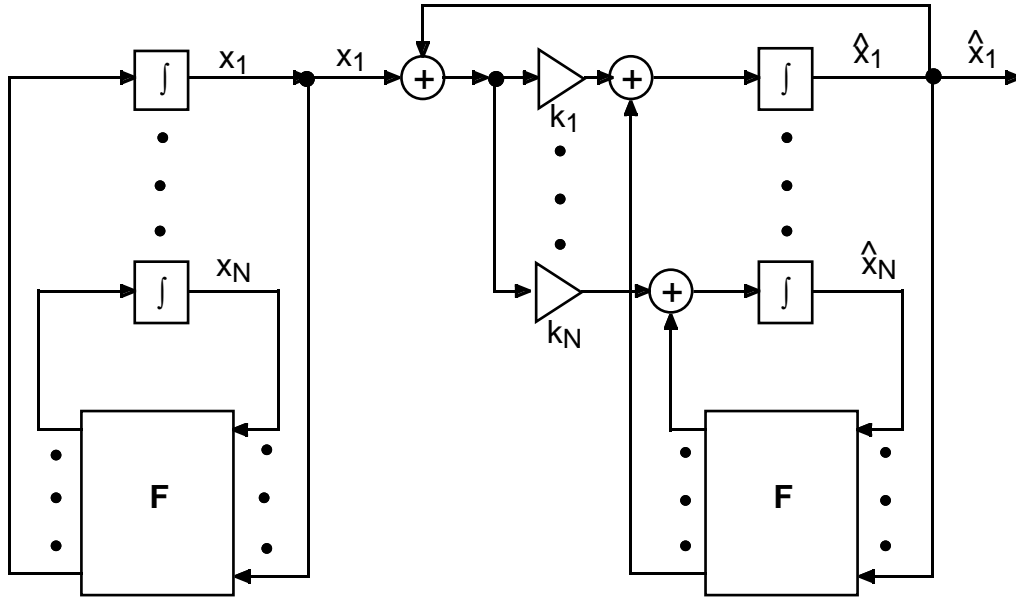 ∫ x1 x1 + k1 + ∫ x̂1 x̂1
∫ xN kN + ∫ x̂N
F F